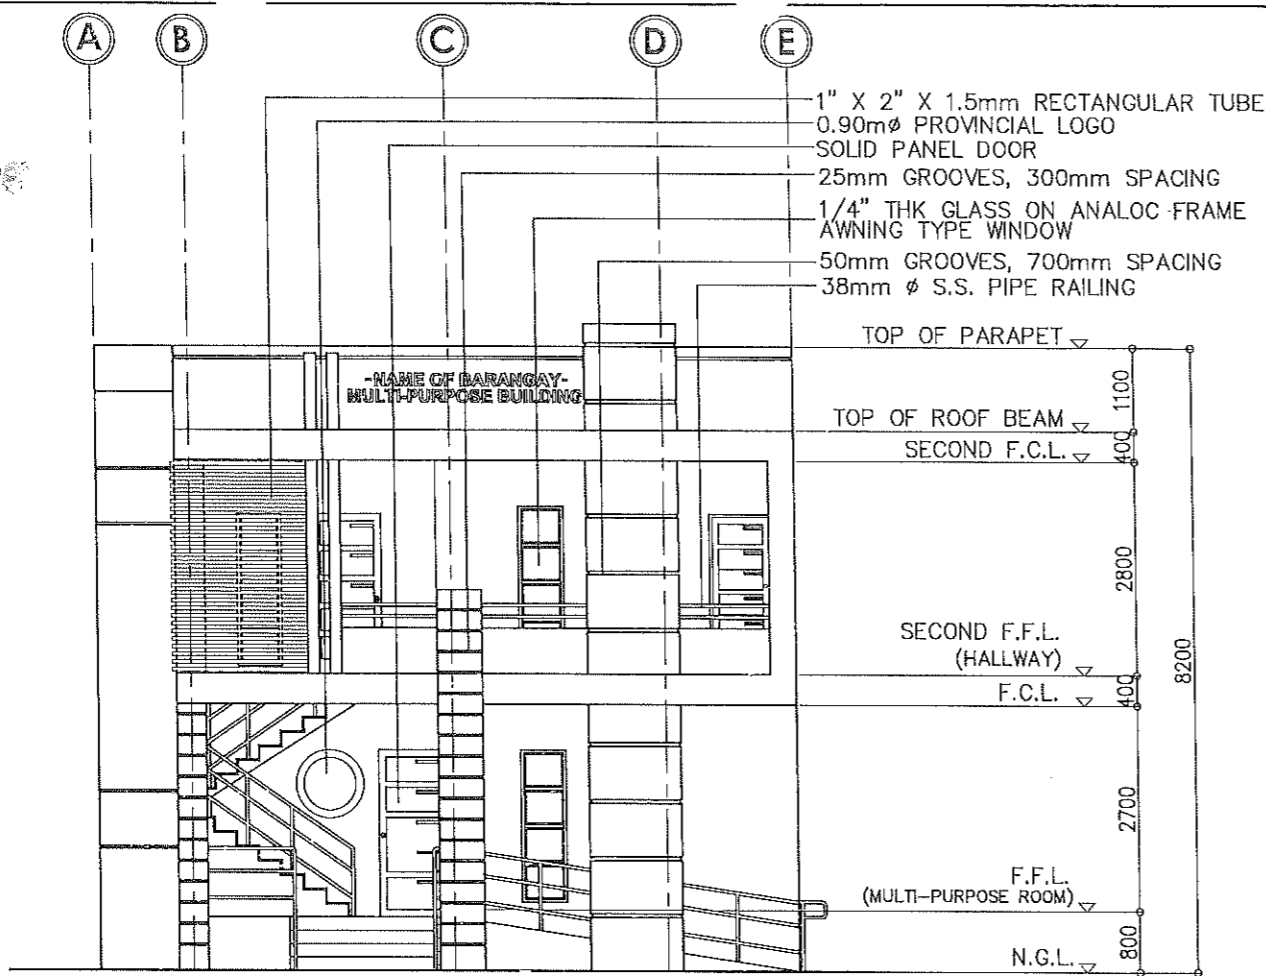 A B C D E
1" X 2" X 1.5mm RECTANGULAR TUBE
0.90mø PROVINCIAL LOGO
SOLID PANEL DOOR
25mm GROOVES, 300mm SPACING
1/4" THK GLASS ON ANALOC FRAME
AWNING TYPE WINDOW
50mm GROOVES, 700mm SPACING
38mm ø S.S. PIPE RAILING
TOP OF PARAPET
-NAME OF BARANGAY-
MULTI-PURPOSE BUILDING
1100
TOP OF ROOF BEAM
400
SECOND F.C.L.
2800
SECOND F.F.L.
(HALLWAY)
8200
400
F.C.L.
2700
F.F.L.
(MULTI-PURPOSE ROOM)
800
N.G.L.